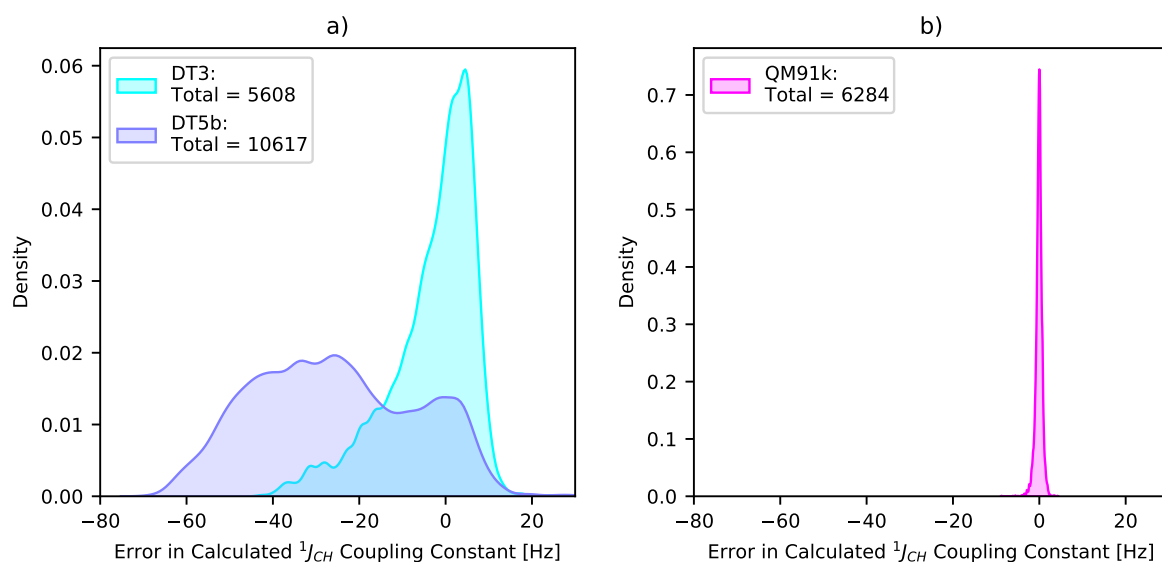 a)
DT3:
Total = 5608
DT5b:
Total = 10617
0.06
0.05
0.04
0.03
0.02
0.01
0.00
Density
−80 −60 −40 −20 0 20
Error in Calculated ¹J_CH Coupling Constant [Hz]
b)
QM91k:
Total = 6284
0.7
0.6
0.5
0.4
0.3
0.2
0.1
0.0
Density
−80 −60 −40 −20 0 20
Error in Calculated ¹J_CH Coupling Constant [Hz]